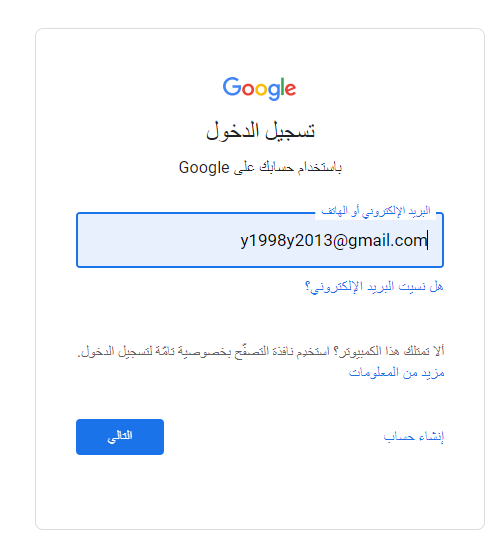 Google
تسجيل الدخول
باستخدام حسابك على Google
البريد الإلكتروني أو الهاتف
y1998y2013@gmail.com
هل نسيت البريد الإلكتروني؟
ألا تمتلك هذا الكمبيوتر؟ استخدِم نافذة التصفّح بخصوصية تامّة لتسجيل الدخول.
مزيد من المعلومات
إنشاء حساب
التالي